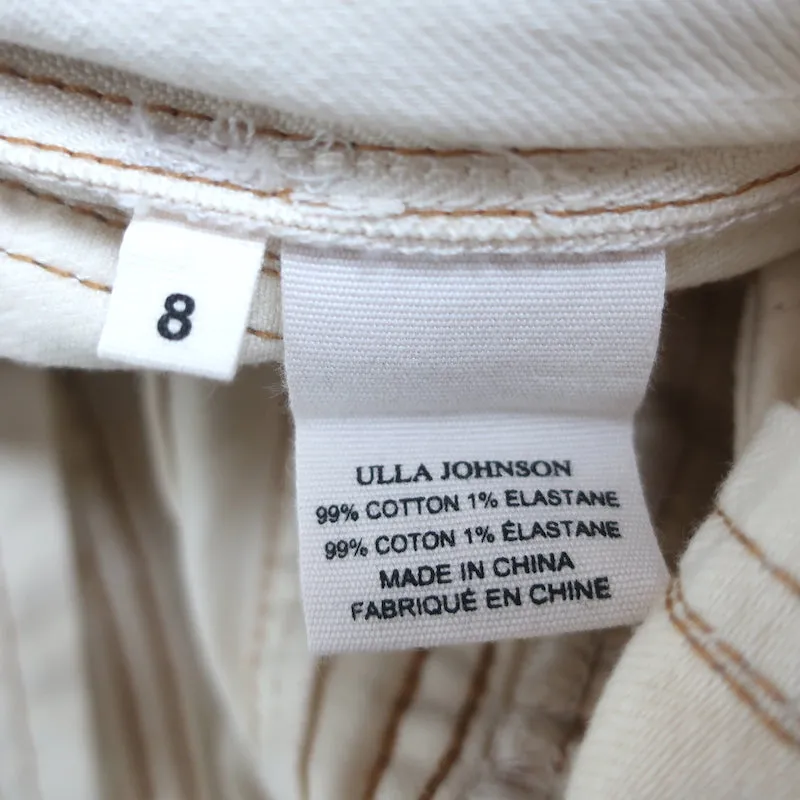 8
ULLA JOHNSON
99% COTTON 1% ELASTANE
99% COTON 1% ÉLASTANE
MADE IN CHINA
FABRIQUÉ EN CHINE